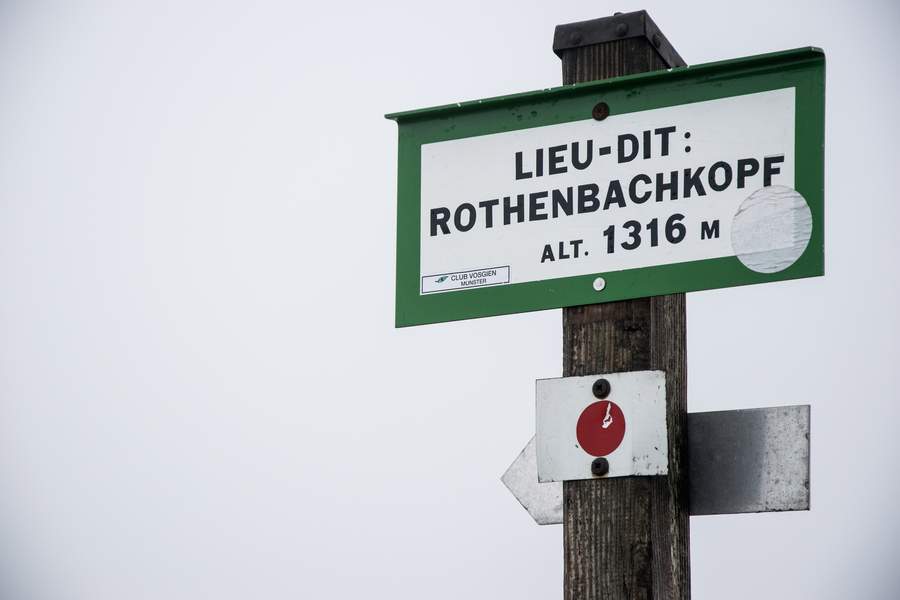 LIEU-DIT:
ROTHENBACHKOPF
ALT. 1316 M
CLUB VOSGIEN
MUNSTER